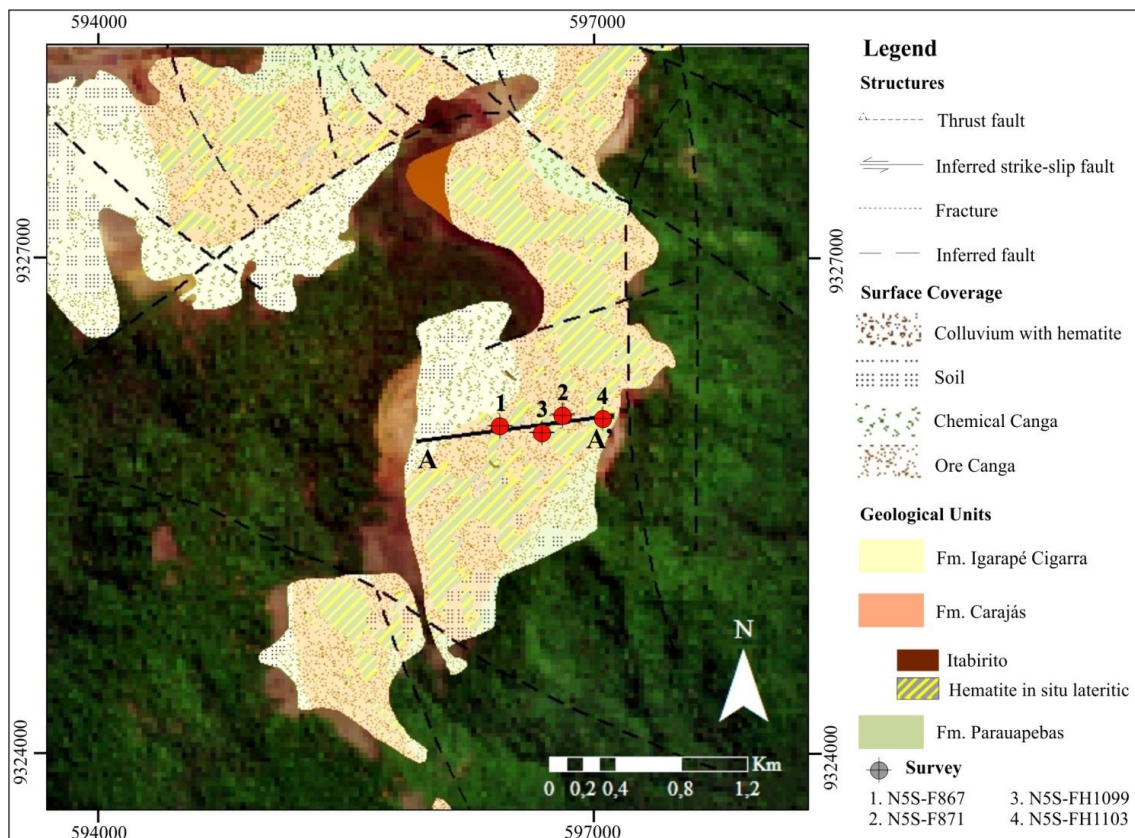 594000
597000
9327000
9327000
9324000
9324000
1
2
3
4
A
A'
N
Km
0 0,2 0,4 0,8 1,2
594000
597000
Legend
Structures
Thrust fault
Inferred strike-slip fault
Fracture
Inferred fault
Surface Coverage
Colluvium with hematite
Soil
Chemical Canga
Ore Canga
Geological Units
Fm. Igarapé Cigarra
Fm. Carajás
Itabirito
Hematite in situ lateritic
Fm. Parauapebas
Survey
1. N5S-F867 3. N5S-FH1099
2. N5S-F871 4. N5S-FH1103